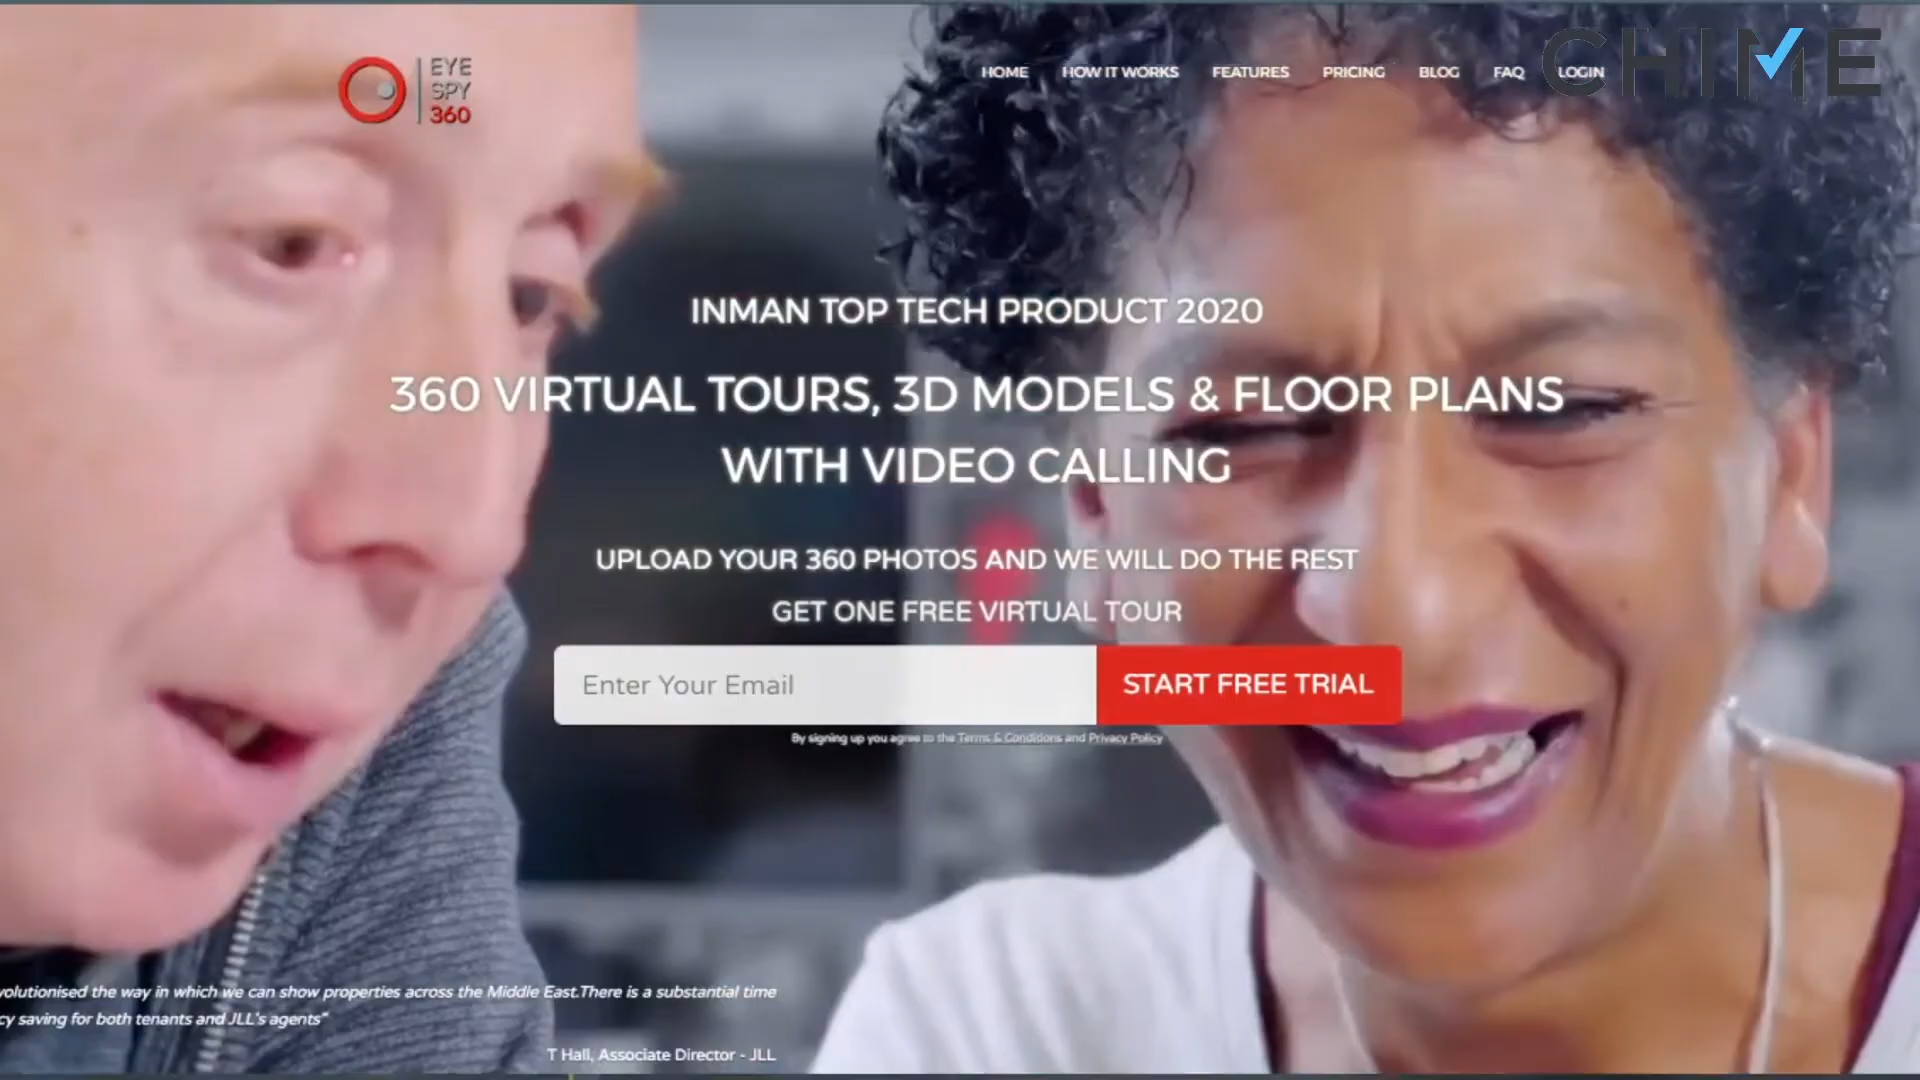 EYE
SPY
360
HOME HOW IT WORKS FEATURES PRICING BLOG FAQ LOGIN
CHIME
INMAN TOP TECH PRODUCT 2020
360 VIRTUAL TOURS, 3D MODELS & FLOOR PLANS
WITH VIDEO CALLING
UPLOAD YOUR 360 PHOTOS AND WE WILL DO THE REST
GET ONE FREE VIRTUAL TOUR
Enter Your Email START FREE TRIAL
By signing up you agree to the Terms & Conditions and Privacy Policy
volutionised the way in which we can show properties across the Middle East.There is a substantial time
cy saving for both tenants and JLL's agents"
T Hall, Associate Director - JLL